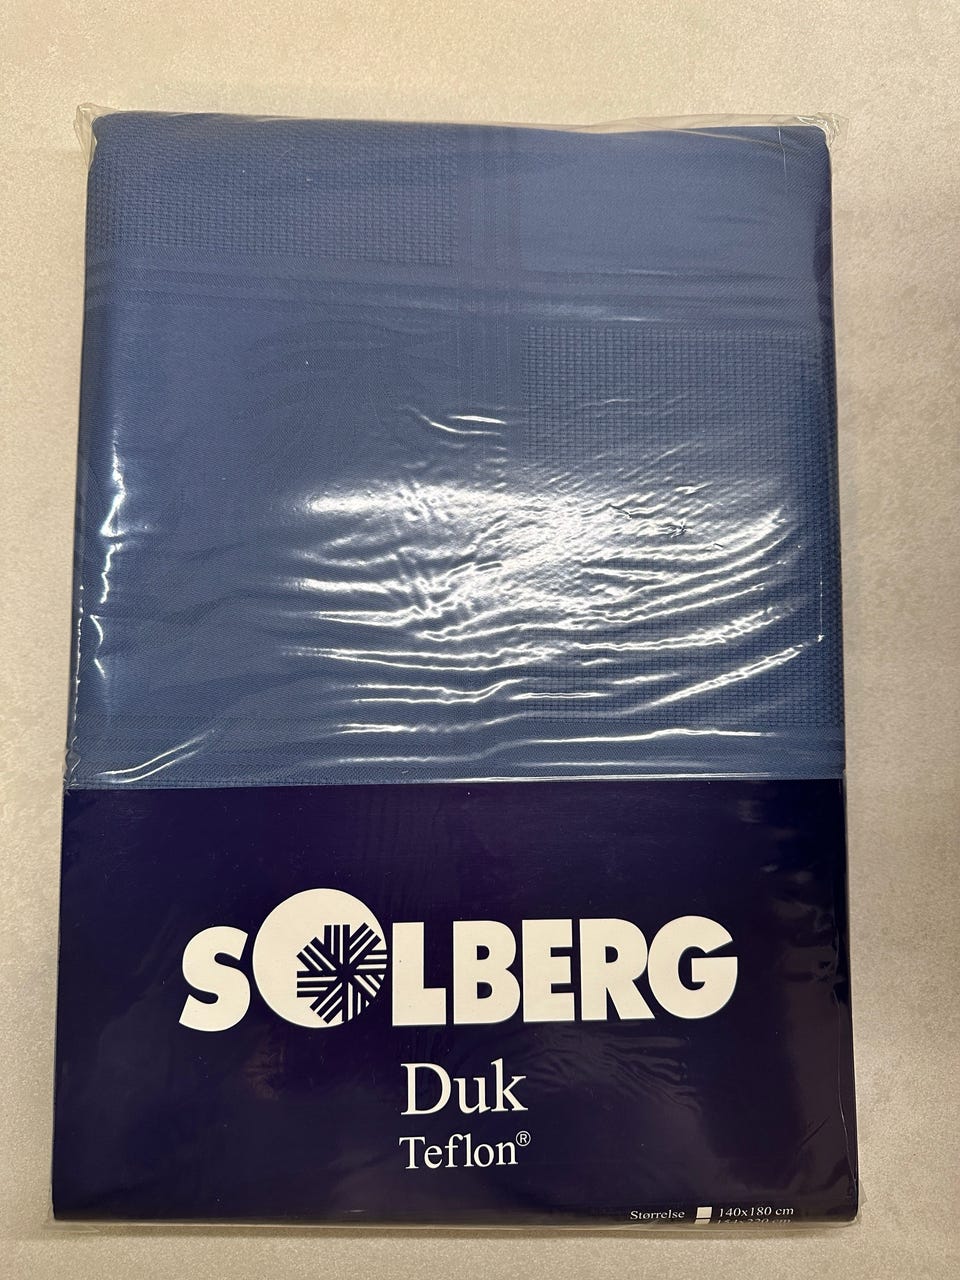 SOLBERG
Duk
Teflon®
Størrelse 140x180 cm